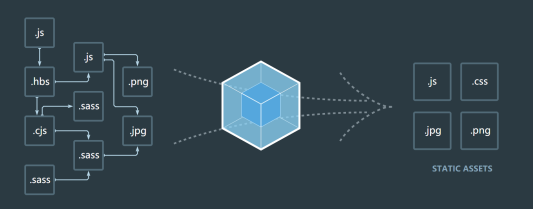 .js
.js
.hbs
.png
.sass
.cjs
.jpg
.sass
.sass
.js
.css
.jpg
.png
STATIC ASSETS